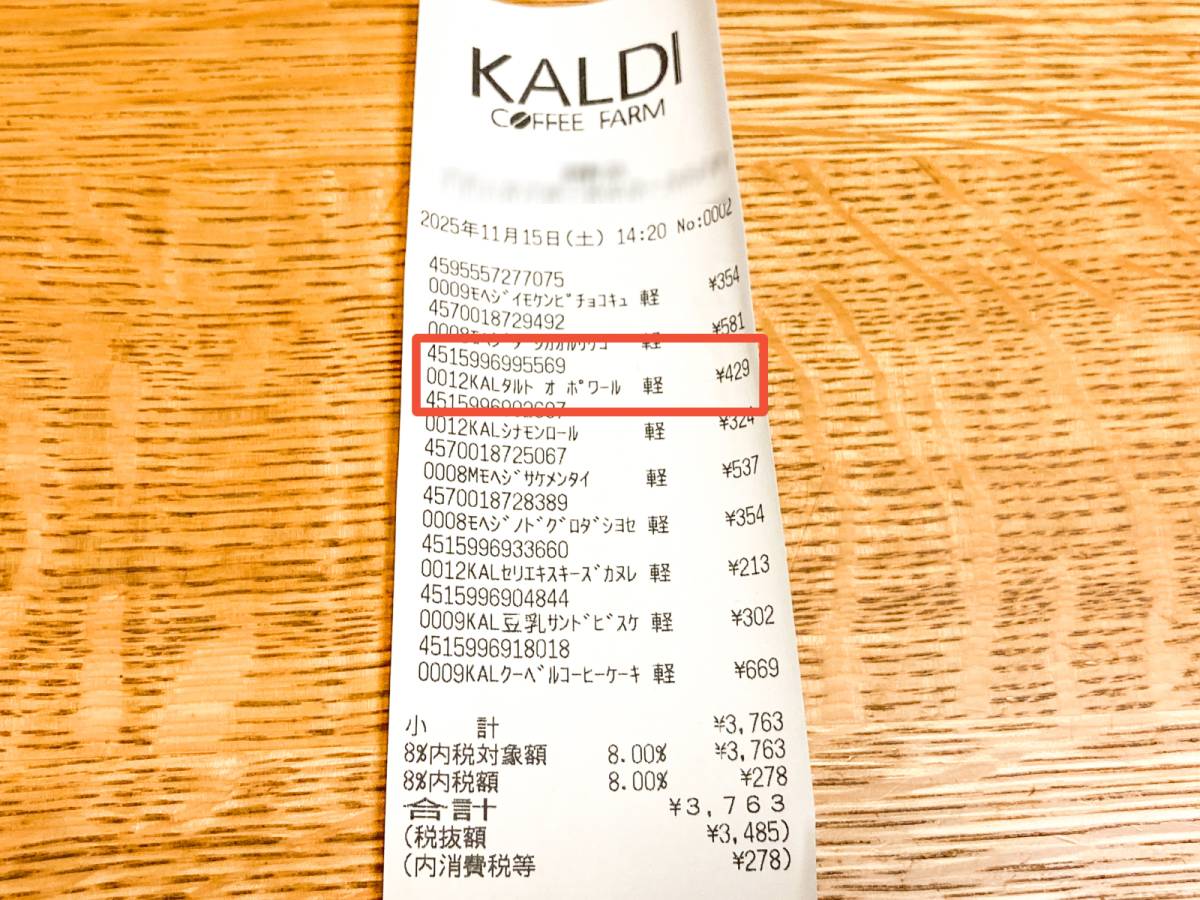 KALDI
COFFEE FARM
2025年11月15日(土) 14:20 No:0002
4595557277075
0009ﾓﾍｼﾞｲﾓｹﾝﾋﾟﾁｮｺｷｭ 軽 ¥354
4570018729492
軽 ¥581
4515996995569
0012KALﾀﾙﾄ ｵ ﾎﾟﾜｰﾙ 軽 ¥429
0012KALｼﾅﾓﾝﾛｰﾙ 軽 ¥324
4570018725067
0008Mﾓﾍｼﾞｻｹﾒﾝﾀｲ 軽 ¥537
4570018728389
0008ﾓﾍｼﾞﾉﾄﾞｸﾞﾛﾀﾞｼﾖｾ 軽 ¥354
4515996933660
0012KALｾﾘｴｷｽｷｰｽﾞｶﾇﾚ 軽 ¥213
4515996904844
0009KAL豆乳ｻﾝﾄﾞﾋﾞｽｹ 軽 ¥302
4515996918018
0009KALｸｰﾍﾞﾙｺｰﾋｰｹｰｷ 軽 ¥669
小 計 ¥3,763
8%内税対象額 8.00% ¥3,763
8%内税額 8.00% ¥278
合計 ¥3,763
(税抜額 ¥3,485)
(内消費税等 ¥278)